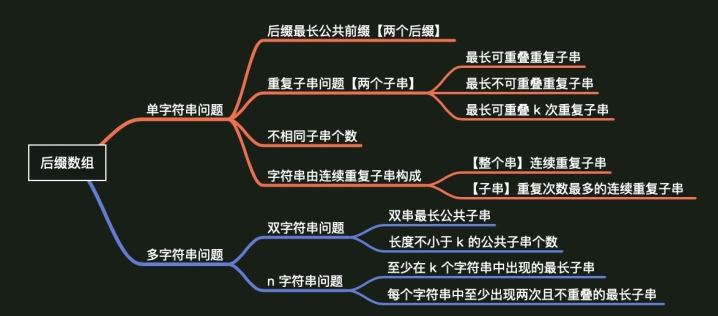 后缀数组
单字符串问题
后缀最长公共前缀【两个后缀】
重复子串问题【两个子串】
最长可重叠重复子串
最长不可重叠重复子串
最长可重叠 k 次重复子串
不相同子串个数
字符串由连续重复子串构成
【整个串】连续重复子串
【子串】重复次数最多的连续重复子串
多字符串问题
双字符串问题
双串最长公共子串
长度不小于 k 的公共子串个数
n 字符串问题
至少在 k 个字符串中出现的最长子串
每个字符串中至少出现两次且不重叠的最长子串